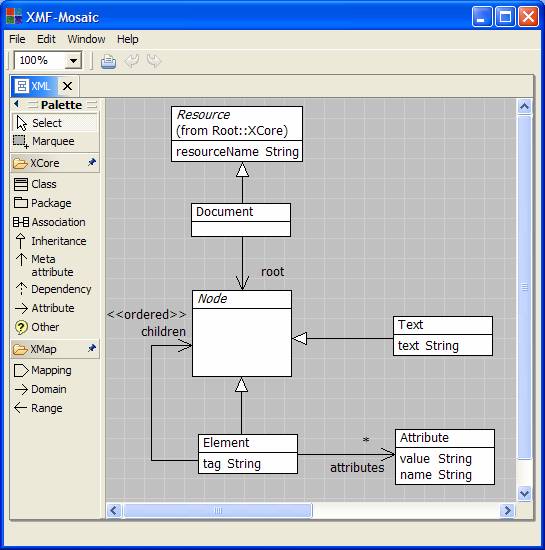 XMF-Mosaic
File Edit Window Help
100%
XML
Palette
Select
Marquee
XCore
Class
Package
Association
Inheritance
Meta
attribute
Dependency
Attribute
Other
XMap
Mapping
Domain
Range
Resource
(from Root::XCore)
resourceName String
Document
root
Node
<<ordered>>
children
Text
text String
Element
tag String
*
attributes
Attribute
value String
name String